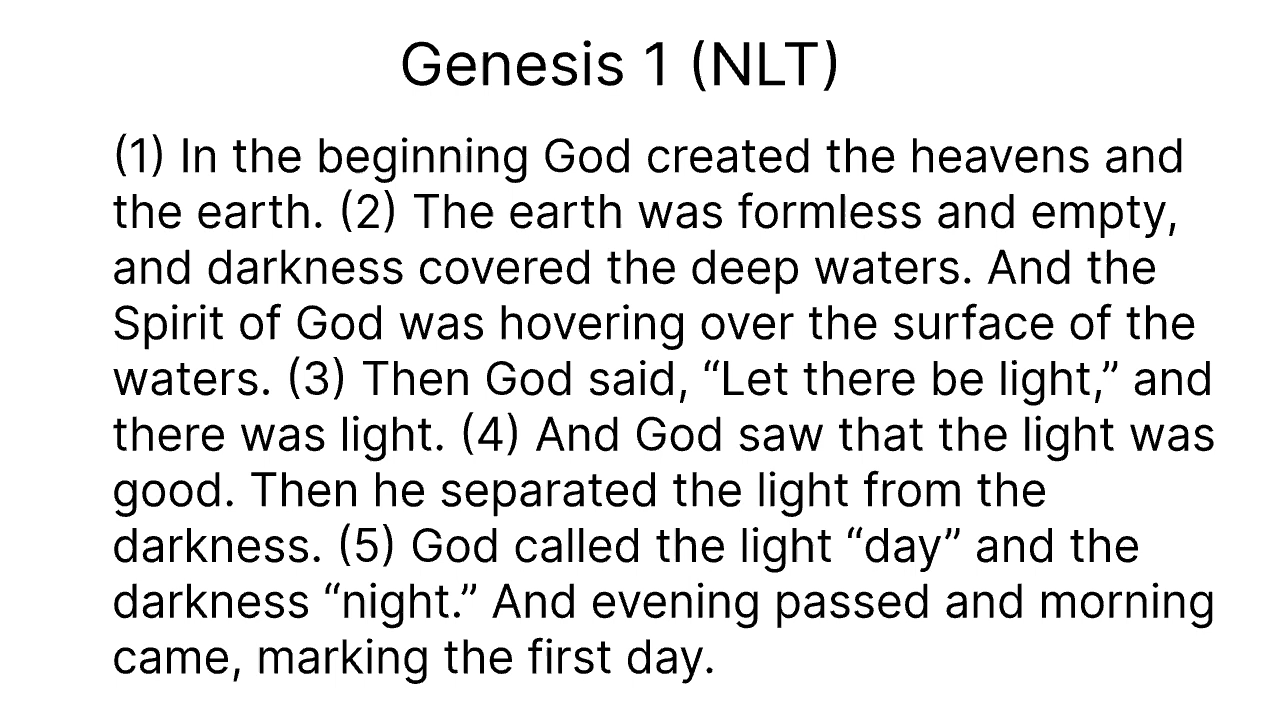 Genesis 1 (NLT)
(1) In the beginning God created the heavens and
the earth. (2) The earth was formless and empty,
and darkness covered the deep waters. And the
Spirit of God was hovering over the surface of the
waters. (3) Then God said, “Let there be light,” and
there was light. (4) And God saw that the light was
good. Then he separated the light from the
darkness. (5) God called the light “day” and the
darkness “night.” And evening passed and morning
came, marking the first day.